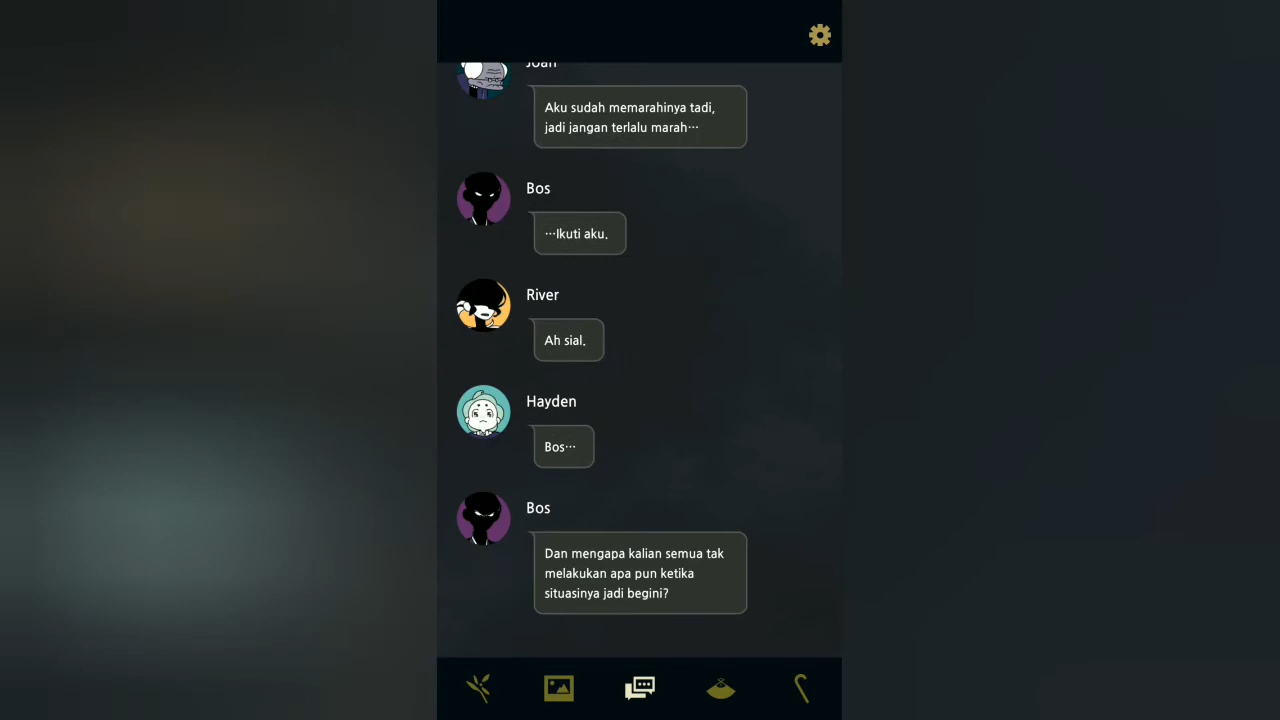 Joan
Aku sudah memarahinya tadi,
jadi jangan terlalu marah…
Bos
…Ikuti aku.
River
Ah sial.
Hayden
Bos…
Bos
Dan mengapa kalian semua tak
melakukan apa pun ketika
situasinya jadi begini?